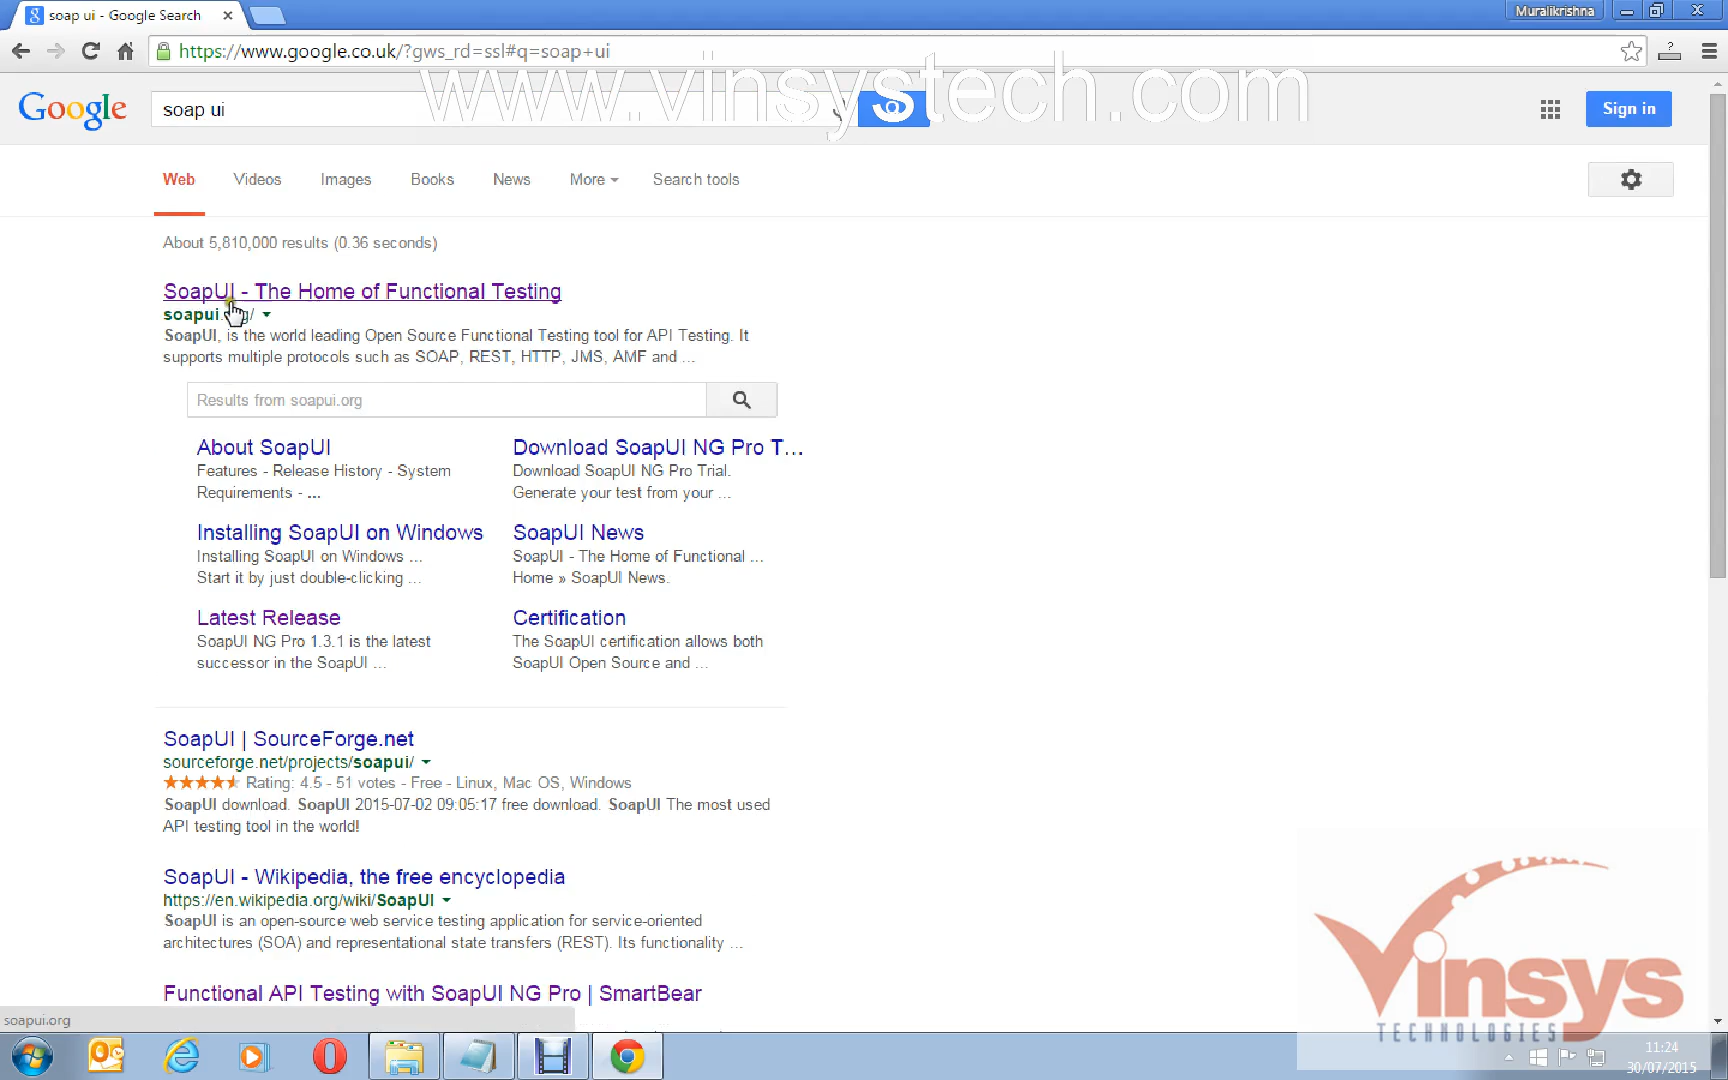 soap ui - Google Search
Muralikrishna
https://www.google.co.uk/?gws_rd=ssl#q=soap+ui
www.vinsystech.com
Google
soap ui
Sign in
Web Videos Images Books News More Search tools
About 5,810,000 results (0.36 seconds)
SoapUI - The Home of Functional Testing
soapui.org/
SoapUI, is the world leading Open Source Functional Testing tool for API Testing. It
supports multiple protocols such as SOAP, REST, HTTP, JMS, AMF and ...
Results from soapui.org
About SoapUI
Features - Release History - System
Requirements - ...
Download SoapUI NG Pro T...
Download SoapUI NG Pro Trial.
Generate your test from your ...
Installing SoapUI on Windows
Installing SoapUI on Windows ...
Start it by just double-clicking ...
SoapUI News
SoapUI - The Home of Functional ...
Home » SoapUI News.
Latest Release
SoapUI NG Pro 1.3.1 is the latest
successor in the SoapUI ...
Certification
The SoapUI certification allows both
SoapUI Open Source and ...
SoapUI | SourceForge.net
sourceforge.net/projects/soapui/
Rating: 4.5 - 51 votes - Free - Linux, Mac OS, Windows
SoapUI download. SoapUI 2015-07-02 09:05:17 free download. SoapUI The most used
API testing tool in the world!
SoapUI - Wikipedia, the free encyclopedia
https://en.wikipedia.org/wiki/SoapUI
SoapUI is an open-source web service testing application for service-oriented
architectures (SOA) and representational state transfers (REST). Its functionality ...
Functional API Testing with SoapUI NG Pro | SmartBear
soapui.org
Vinsys
TECHNOLOGIES
11:24
30/07/2015